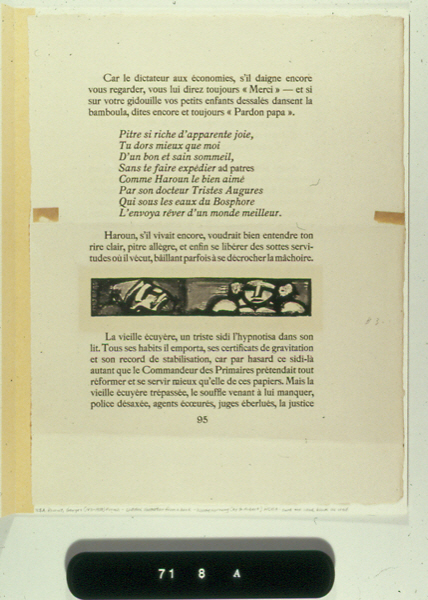 Car le dictateur aux économies, s'il daigne encore
vous regarder, vous lui direz toujours « Merci » — et si
sur votre gidouille vos petits enfants dessalés dansent la
bamboula, dites encore et toujours « Pardon papa ».
Pitre si riche d'apparente joie,
Tu dors mieux que moi
D'un bon et sain sommeil,
Sans te faire expédier ad patres
Comme Haroun le bien aimé
Par son docteur Tristes Augures
Qui sous les eaux du Bosphore
L'envoya rêver d'un monde meilleur.
Haroun, s'il vivait encore, voudrait bien entendre ton
rire clair, pitre allègre, et enfin se libérer des sottes servi-
tudes où il vécut, bâillant parfois à se décrocher la mâchoire.
La vieille écuyère, un triste sidi l'hypnotisa dans son
lit. Tous ses habits il emporta, ses certificats de gravitation
et son record de stabilisation, car par hasard ce sidi-là
autant que le Commandeur des Primaires prétendait tout
réformer et se servir mieux qu'elle de ces papiers. Mais la
vieille écuyère trépassée, le souffle venant à lui manquer,
police désaxée, agents écœurés, juges éberlués, la justice
95
71 8 A